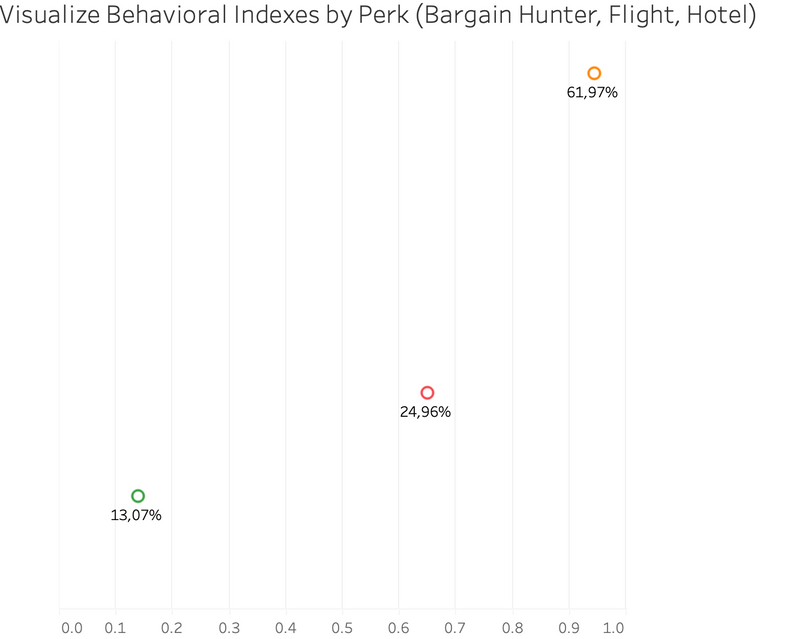 Visualize Behavioral Indexes by Perk (Bargain Hunter, Flight, Hotel)
61,97%
24,96%
13,07%
0.0 0.1 0.2 0.3 0.4 0.5 0.6 0.7 0.8 0.9 1.0